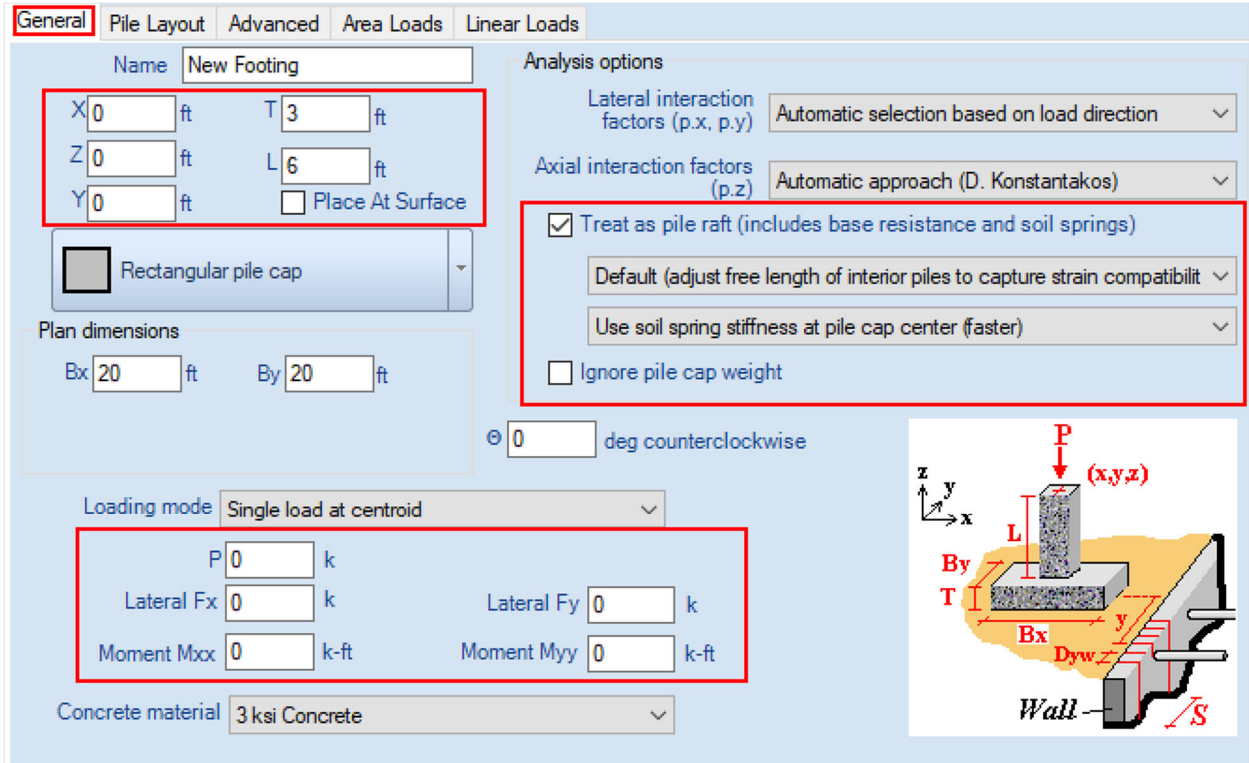 General Pile Layout Advanced Area Loads Linear Loads
Name New Footing
X 0 ft T 3 ft
Z 0 ft L 6 ft
Y 0 ft Place At Surface
Rectangular pile cap
Plan dimensions
Bx 20 ft By 20 ft
Analysis options
Lateral interaction
factors (p.x, p.y) Automatic selection based on load direction
Axial interaction factors
(p.z) Automatic approach (D. Konstantakos)
Treat as pile raft (includes base resistance and soil springs)
Default (adjust free length of interior piles to capture strain compatibilit
Use soil spring stiffness at pile cap center (faster)
Ignore pile cap weight
Θ 0 deg counterclockwise
Loading mode Single load at centroid
P 0 k
Lateral Fx 0 k Lateral Fy 0 k
Moment Mxx 0 k-ft Moment Myy 0 k-ft
Concrete material 3 ksi Concrete
P
z y x
(x,y,z)
L
By
T
Bx
y
Dyw
Wall
S